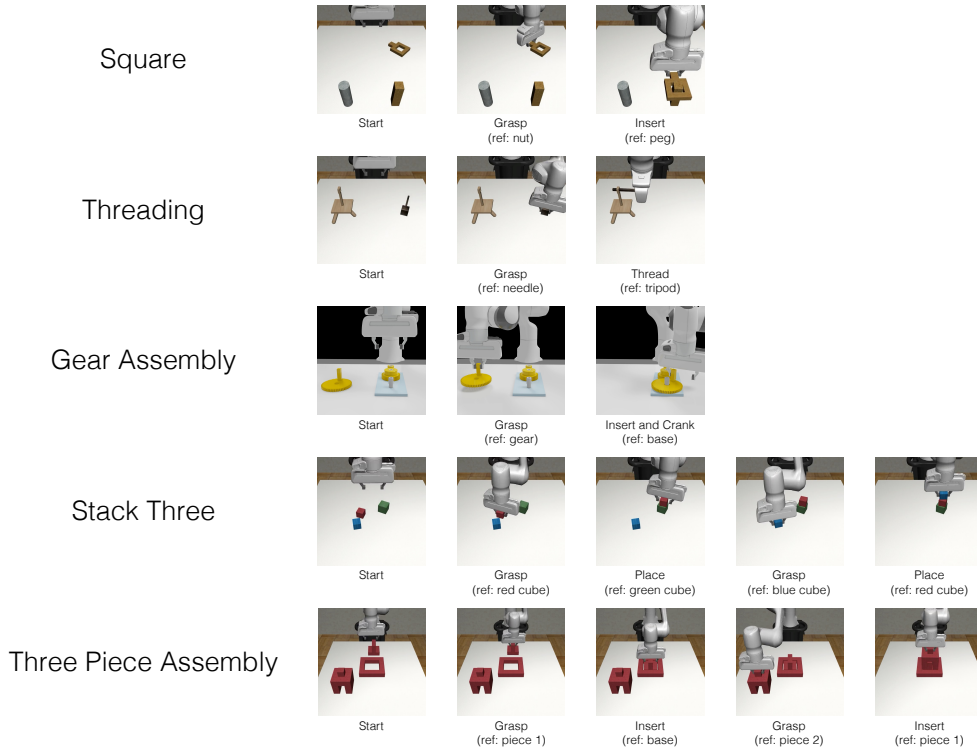 Square
Start
Grasp
(ref: nut)
Insert
(ref: peg)
Threading
Start
Grasp
(ref: needle)
Thread
(ref: tripod)
Gear Assembly
Start
Grasp
(ref: gear)
Insert and Crank
(ref: base)
Stack Three
Start
Grasp
(ref: red cube)
Place
(ref: green cube)
Grasp
(ref: blue cube)
Place
(ref: red cube)
Three Piece Assembly
Start
Grasp
(ref: piece 1)
Insert
(ref: base)
Grasp
(ref: piece 2)
Insert
(ref: piece 1)